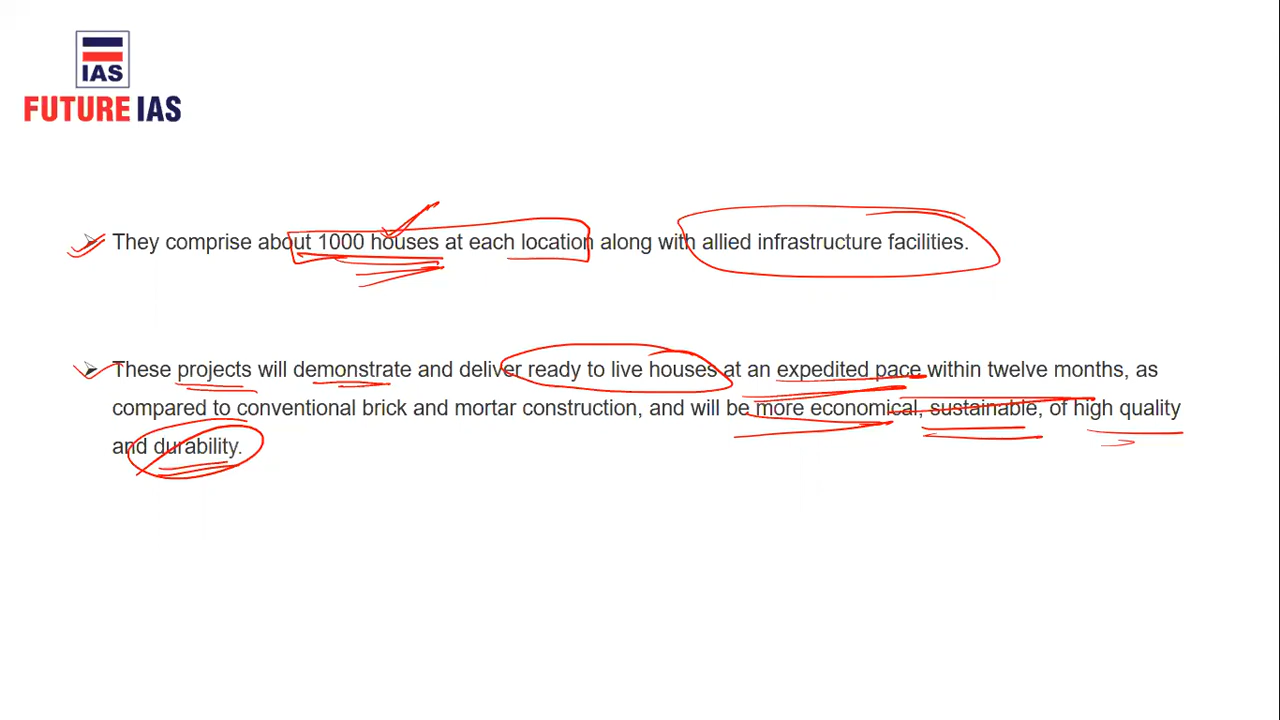 IAS
FUTURE IAS
They comprise about 1000 houses at each location along with allied infrastructure facilities.
These projects will demonstrate and deliver ready to live houses at an expedited pace within twelve months, as
compared to conventional brick and mortar construction, and will be more economical, sustainable, of high quality
and durability.